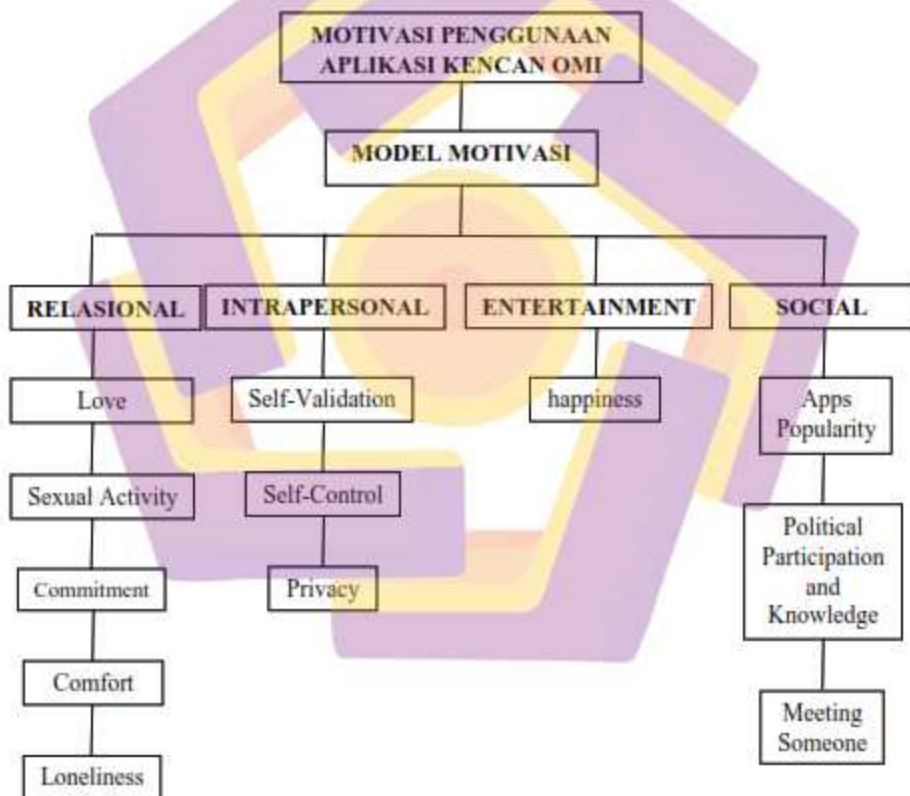 MOTIVASI PENGGUNAAN
APLIKASI KENCAN OMI
MODEL MOTIVASI
RELASIONAL
INTRAPERSONAL
ENTERTAINMENT
SOCIAL
Love
Sexual Activity
Commitment
Comfort
Loneliness
Self-Validation
Self-Control
Privacy
happiness
Apps
Popularity
Political
Participation
and
Knowledge
Meeting
Someone